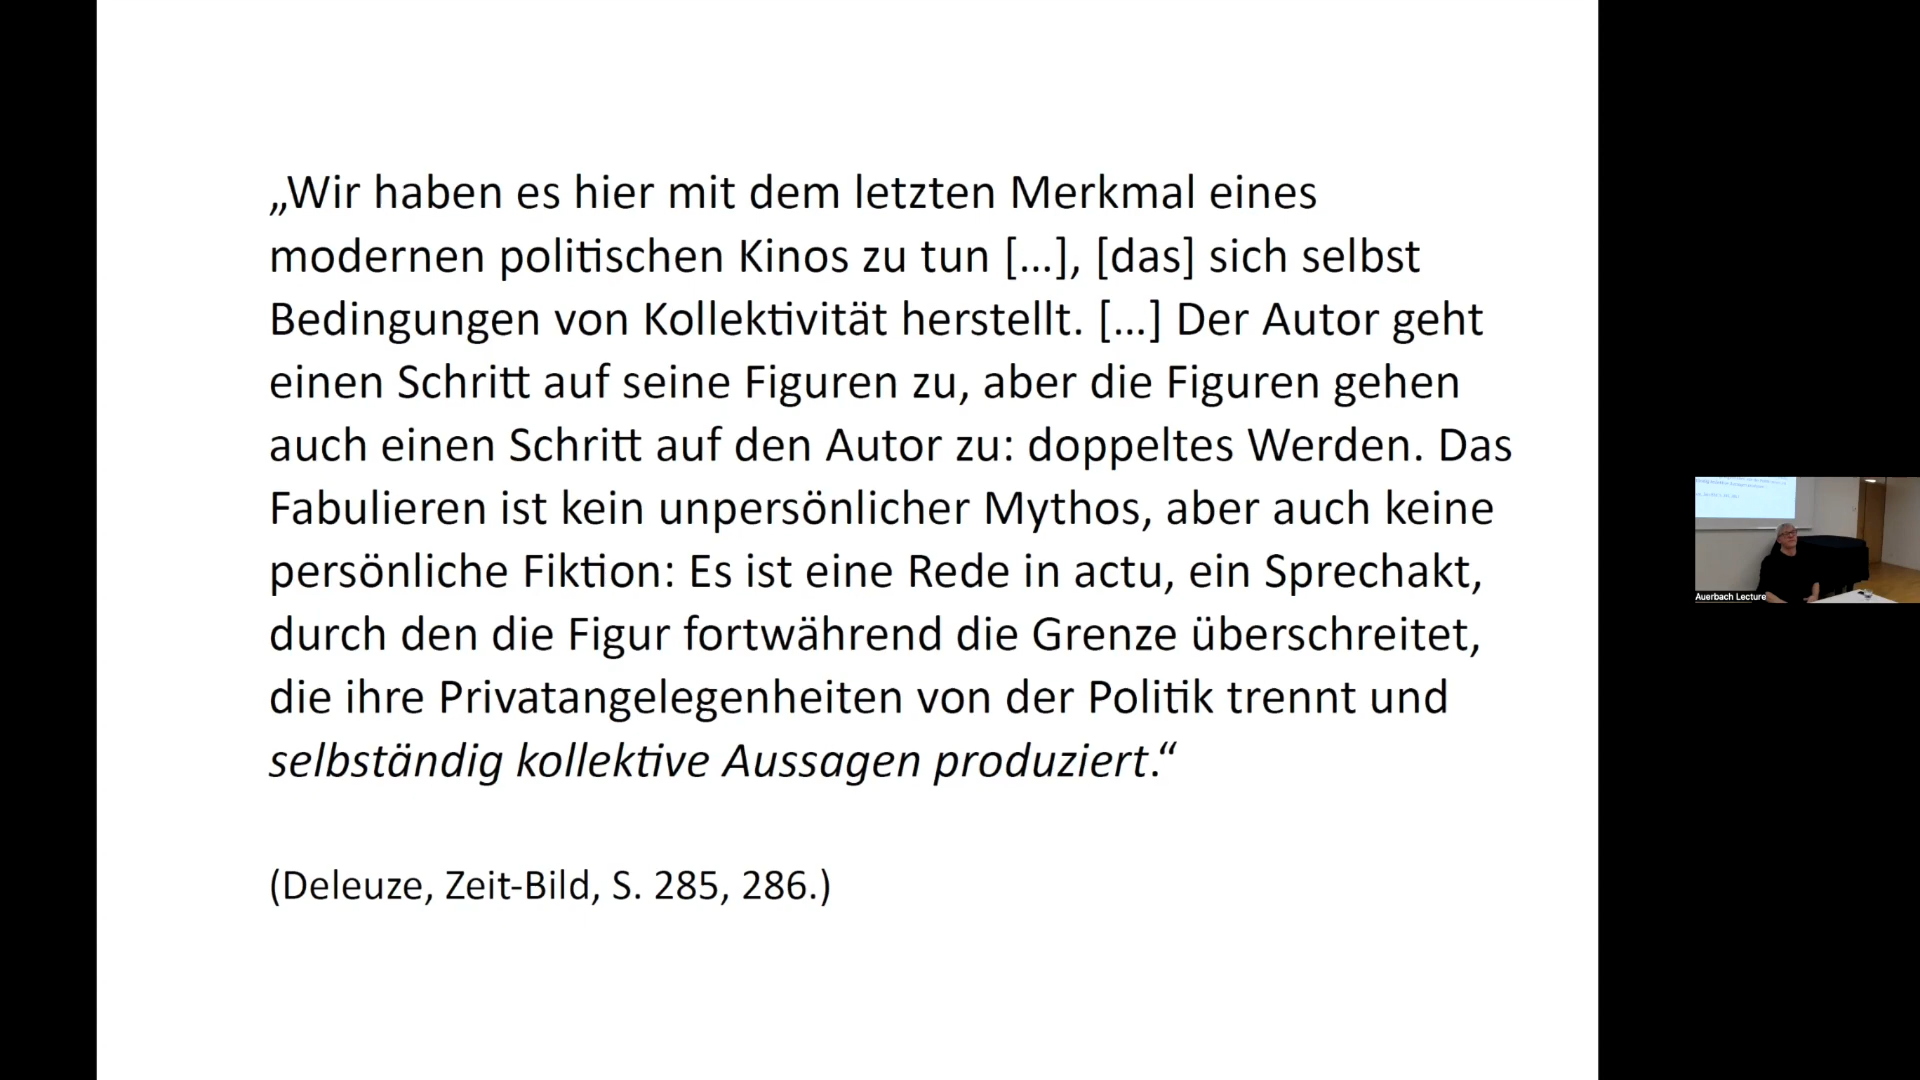 „Wir haben es hier mit dem letzten Merkmal eines
modernen politischen Kinos zu tun […], [das] sich selbst
Bedingungen von Kollektivität herstellt. […] Der Autor geht
einen Schritt auf seine Figuren zu, aber die Figuren gehen
auch einen Schritt auf den Autor zu: doppeltes Werden. Das
Fabulieren ist kein unpersönlicher Mythos, aber auch keine
persönliche Fiktion: Es ist eine Rede in actu, ein Sprechakt,
durch den die Figur fortwährend die Grenze überschreitet,
die ihre Privatangelegenheiten von der Politik trennt und
selbständig kollektive Aussagen produziert.“
(Deleuze, Zeit-Bild, S. 285, 286.)
Auerbach Lecture